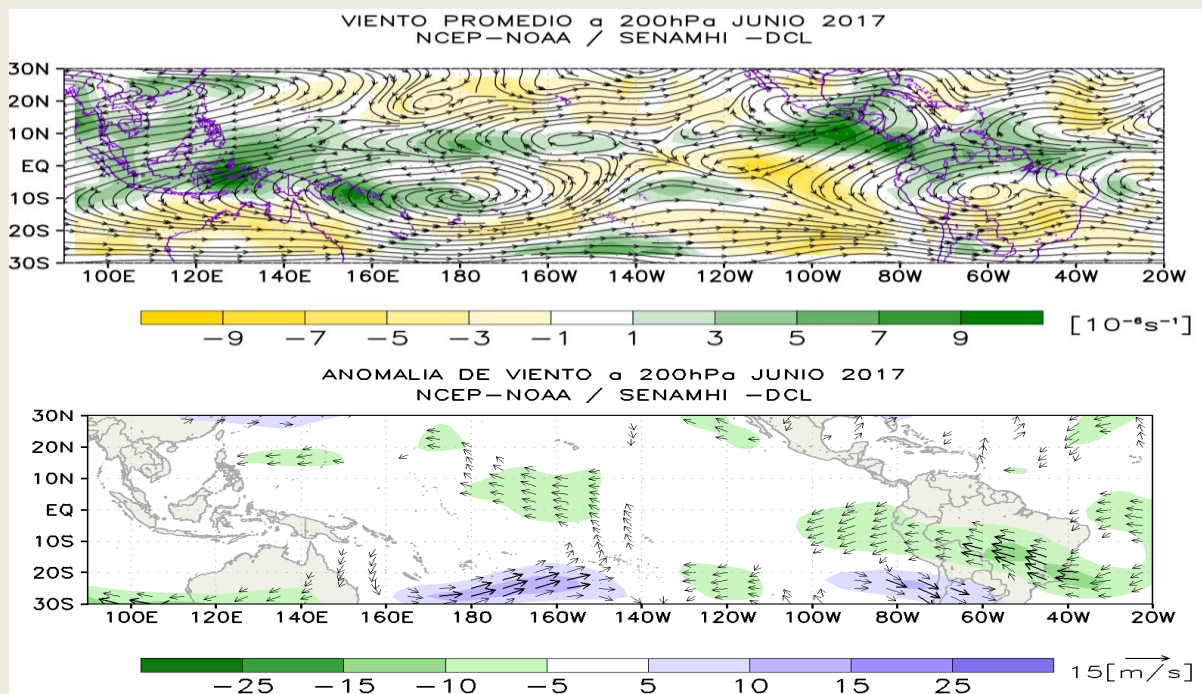 VIENTO PROMEDIO a 200hPa JUNIO 2017
NCEP−NOAA / SENAMHI −DCL
30N
20N
10N
EQ
10S
20S
30S
100E 120E 140E 160E 180 160W 140W 120W 100W 80W 60W 40W 20W
−9 −7 −5 −3 −1 1 3 5 7 9 [10⁻⁶s⁻¹]
ANOMALIA DE VIENTO a 200hPa JUNIO 2017
NCEP−NOAA / SENAMHI −DCL
30N
20N
10N
EQ
10S
20S
30S
100E 120E 140E 160E 180 160W 140W 120W 100W 80W 60W 40W 20W
−25 −15 −10 −5 5 10 15 25 15[m/s]